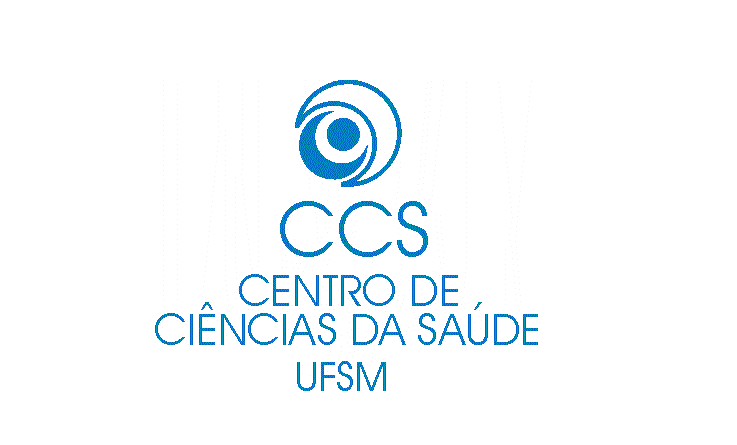 CCS
CENTRO DE
CIÊNCIAS DA SAÚDE
UFSM